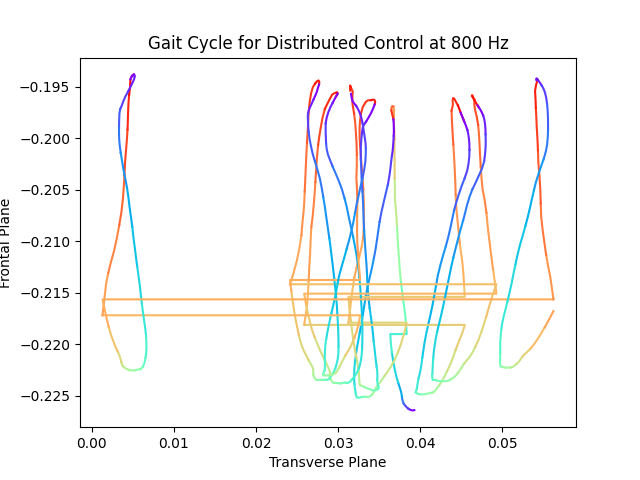 Gait Cycle for Distributed Control at 800 Hz
Frontal Plane
−0.195
−0.200
−0.205
−0.210
−0.215
−0.220
−0.225
0.00 0.01 0.02 0.03 0.04 0.05
Transverse Plane